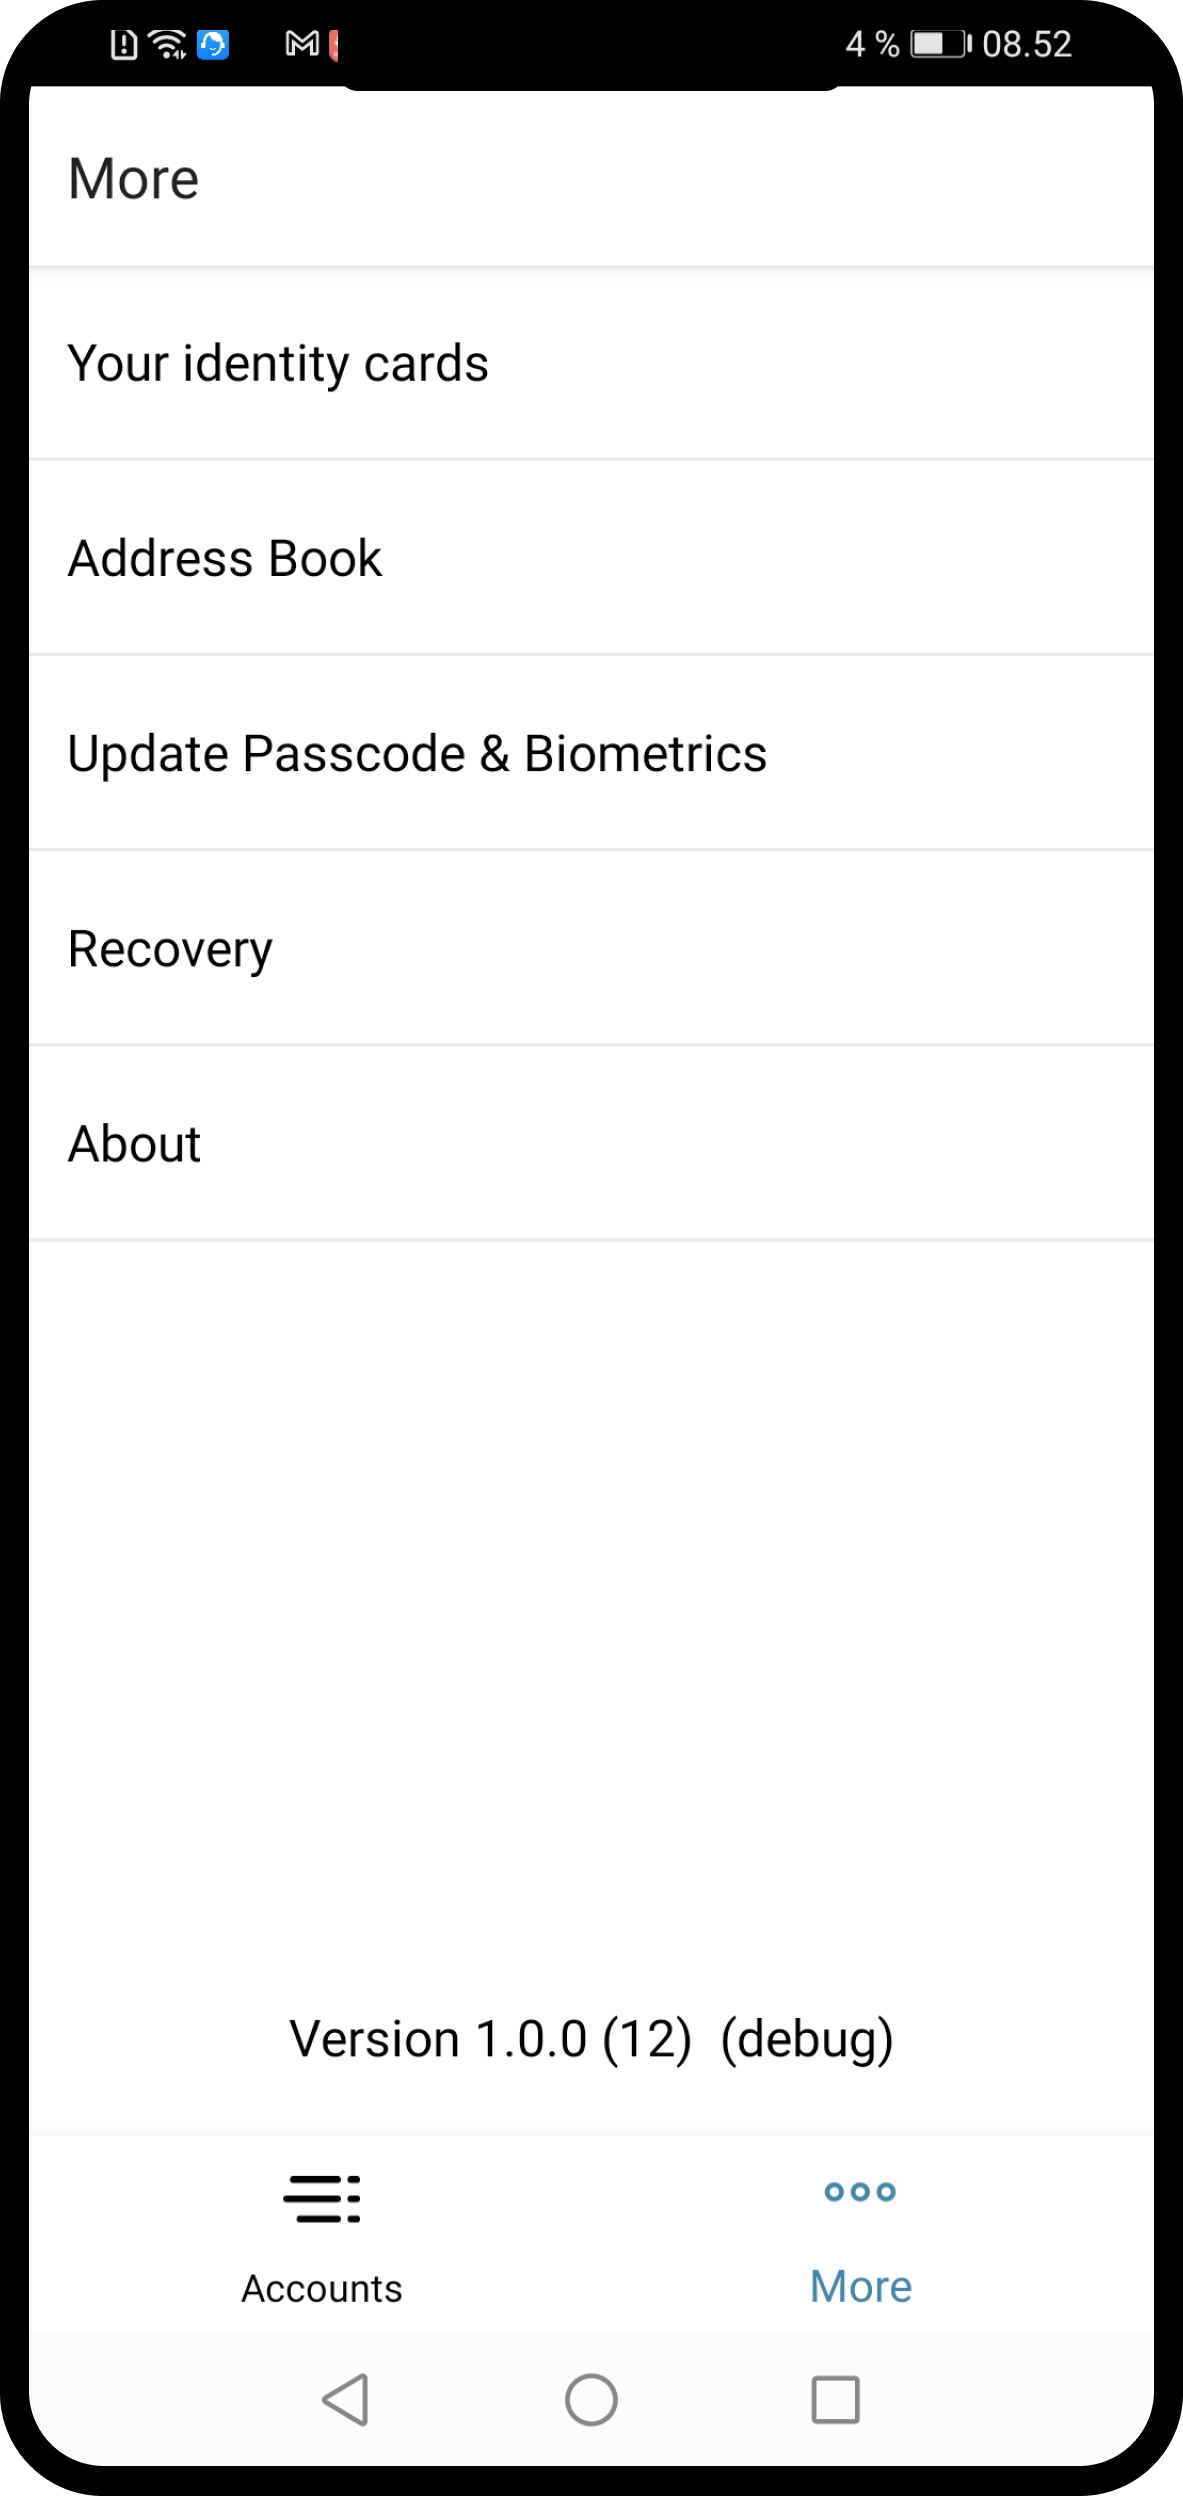 4 % 08.52
More
Your identity cards
Address Book
Update Passcode & Biometrics
Recovery
About
Version 1.0.0 (12) (debug)
Accounts
More